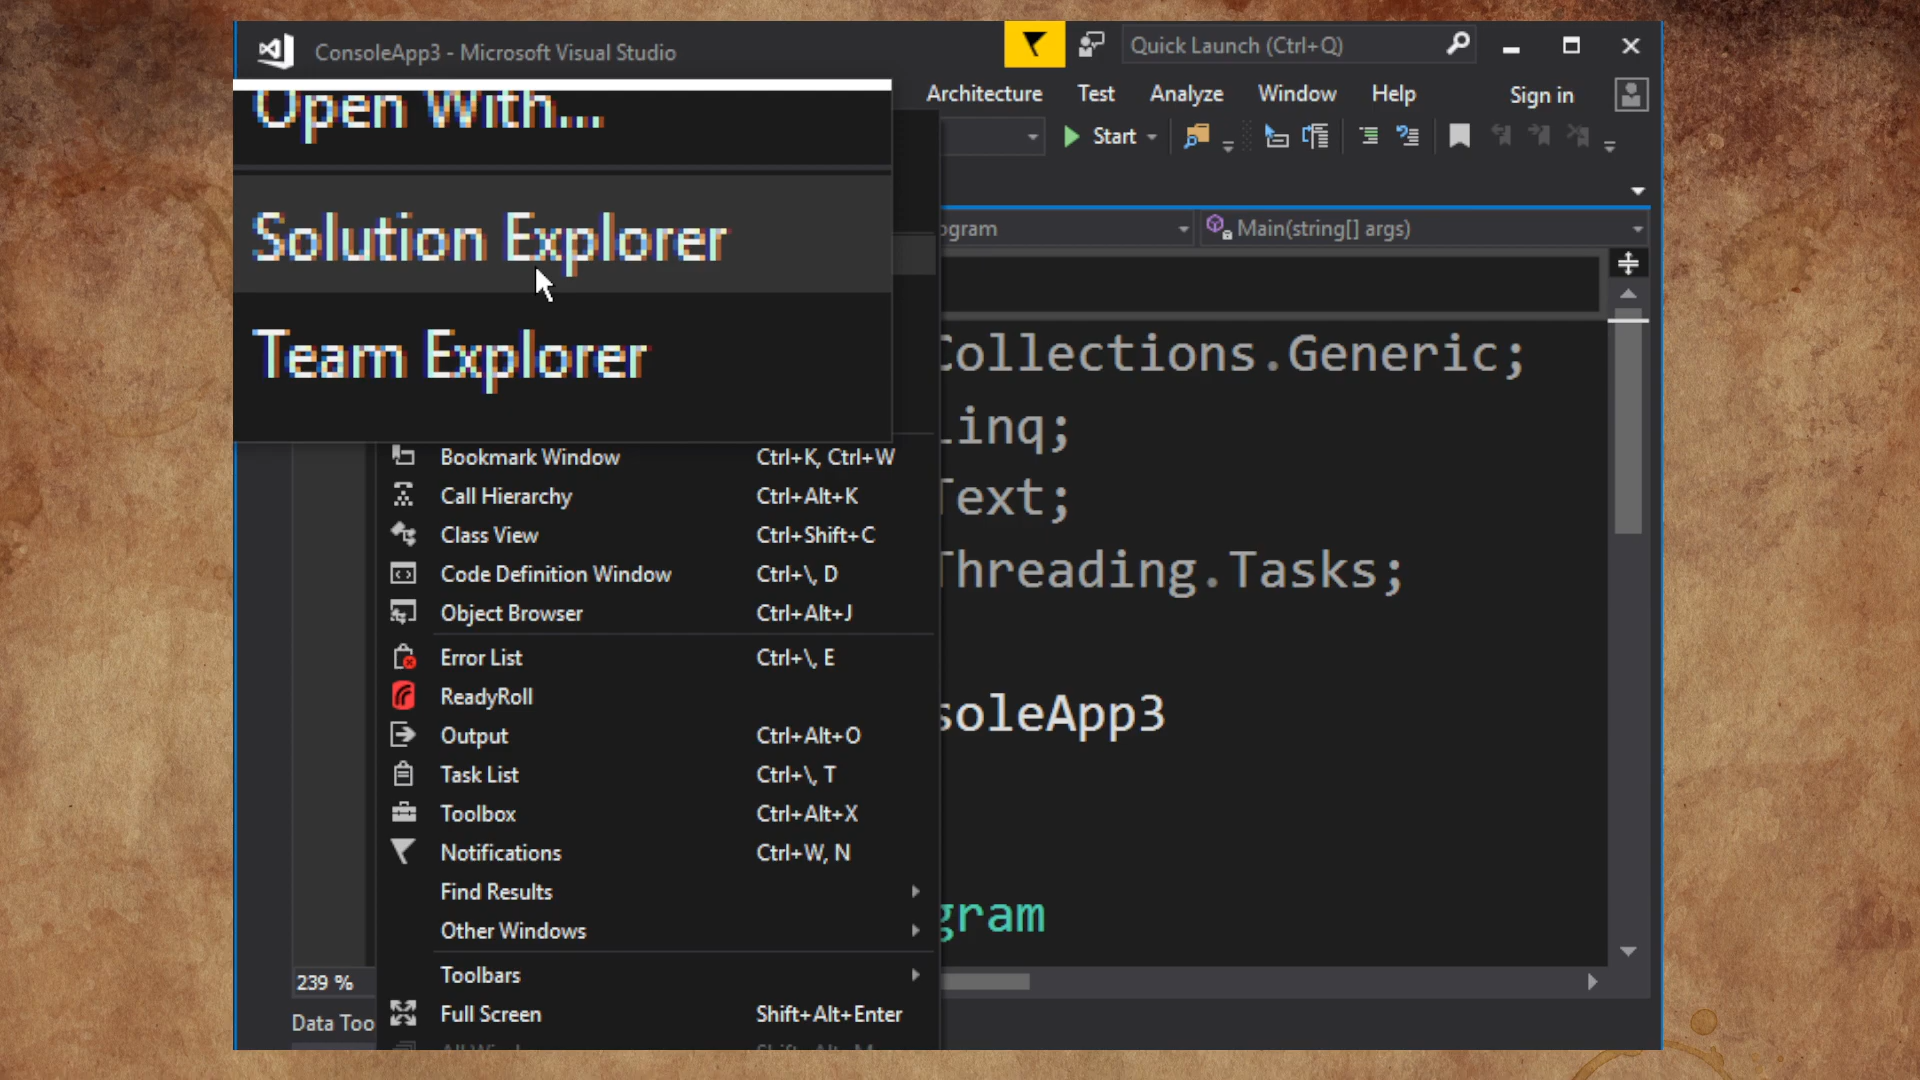 ConsoleApp3 - Microsoft Visual Studio
Quick Launch (Ctrl+Q)
Architecture Test Analyze Window Help Sign in
Open With...
Start
Solution Explorer
ogram Main(string[] args)
Team Explorer
Collections.Generic;
Linq;
Text;
Threading.Tasks;
soleApp3
gram
Bookmark Window Ctrl+K, Ctrl+W
Call Hierarchy Ctrl+Alt+K
Class View Ctrl+Shift+C
Code Definition Window Ctrl+\, D
Object Browser Ctrl+Alt+J
Error List Ctrl+\, E
ReadyRoll
Output Ctrl+Alt+O
Task List Ctrl+\, T
Toolbox Ctrl+Alt+X
Notifications Ctrl+W, N
Find Results
Other Windows
Toolbars
239 %
Full Screen Shift+Alt+Enter
Data Too